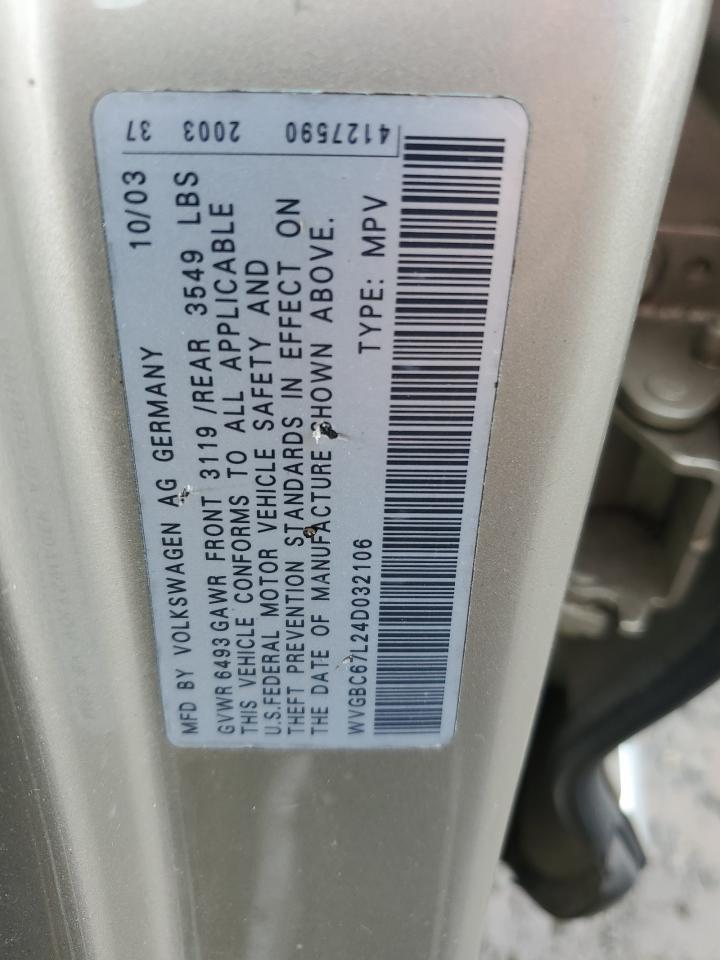 MFD BY VOLKSWAGEN AG GERMANY 10/03
GVWR 6493 GAWR FRONT 3119 /REAR 3549 LBS
THIS VEHICLE CONFORMS TO ALL APPLICABLE
U.S.FEDERAL MOTOR VEHICLE SAFETY AND
THEFT PREVENTION STANDARDS IN EFFECT ON
THE DATE OF MANUFACTURE SHOWN ABOVE.
WVGBC67L24D032106 TYPE: MPV
37 2003 4127590